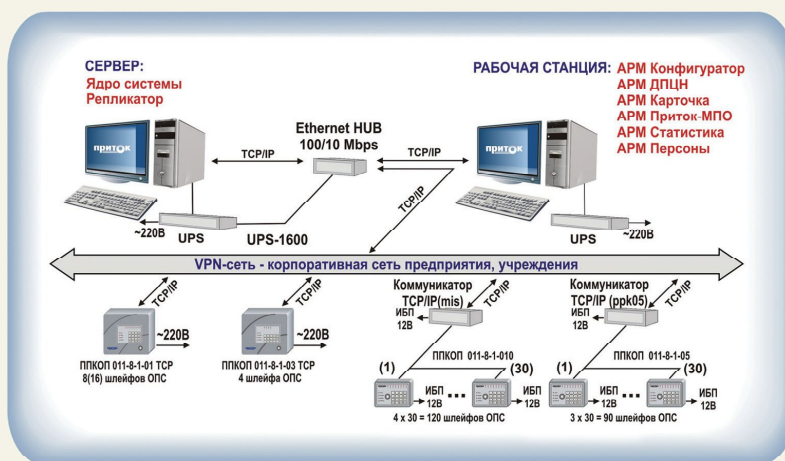 СЕРВЕР:
Ядро системы
Репликатор
РАБОЧАЯ СТАНЦИЯ:
АРМ Конфигуратор
АРМ ДПЦН
АРМ Карточка
АРМ Приток-МПО
АРМ Статистика
АРМ Персоны
Ethernet HUB
100/10 Mbps
приток
приток
TCP/IP
TCP/IP
TCP/IP
~220В
UPS
UPS-1600
UPS
~220В
VPN-сеть - корпоративная сеть предприятия, учреждения
TCP/IP
TCP/IP
Коммуникатор
TCP/IP(mis)
TCP/IP
Коммуникатор
TCP/IP (ppk05)
TCP/IP
ИБП
12В
ИБП
12В
~220В
~220В
ППКОП 011-8-1-01 TCP
8(16) шлейфов ОПС
ППКОП 011-8-1-03 TCP
4 шлейфа ОПС
(1)
ППКОП 011-8-1-010
(30)
(1)
ППКОП 011-8-1-05
(30)
ИБП
12В
...
ИБП
12В
ИБП
12В
...
ИБП
12В
4 x 30 = 120 шлейфов ОПС
3 x 30 = 90 шлейфов ОПС